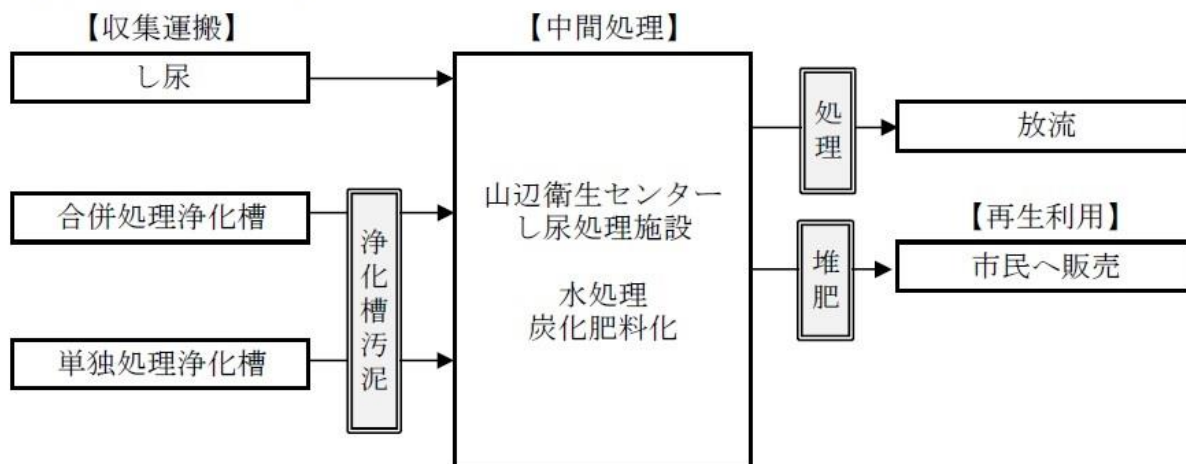 【収集運搬】
し尿
合併処理浄化槽
単独処理浄化槽
浄化槽汚泥
【中間処理】
山辺衛生センター
し尿処理施設
水処理
炭化肥料化
処理
放流
【再生利用】
堆肥
市民へ販売